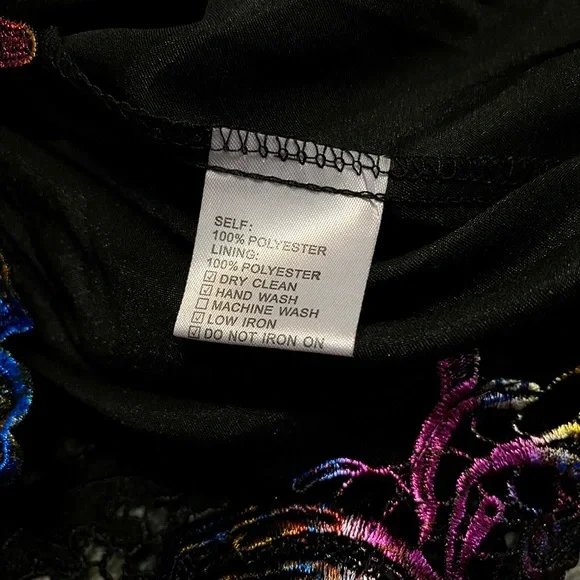 SELF:
100% POLYESTER
LINING:
100% POLYESTER
☑ DRY CLEAN
☑ HAND WASH
☐ MACHINE WASH
☑ LOW IRON
☑ DO NOT IRON ON